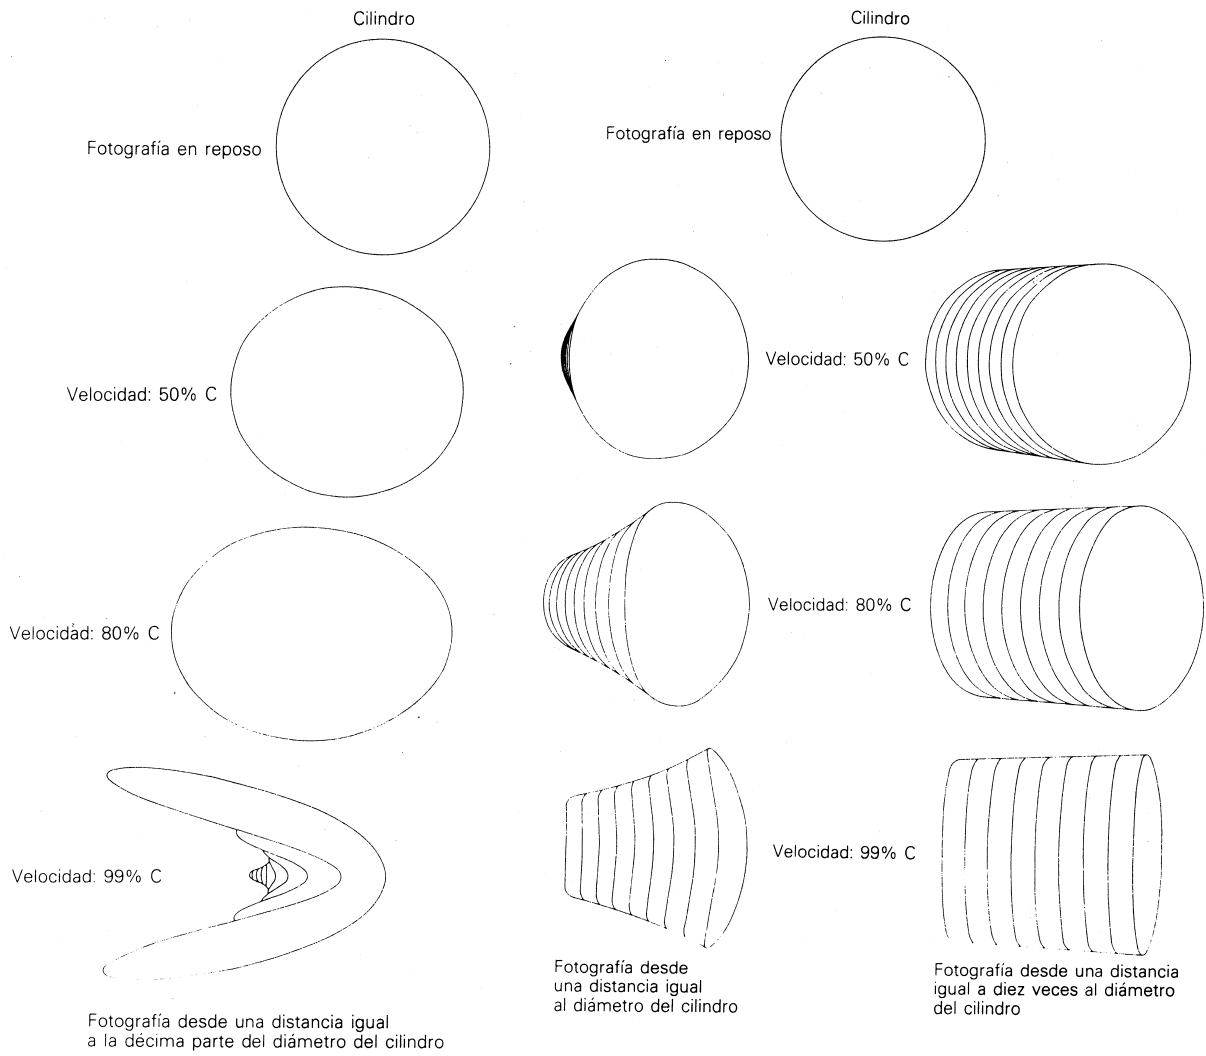 Cilindro
Cilindro
Fotografía en reposo
Fotografía en reposo
Velocidad: 50% C
Velocidad: 50% C
Velocidad: 80% C
Velocidad: 80% C
Velocidad: 99% C
Velocidad: 99% C
Fotografía desde una distancia igual
a la décima parte del diámetro del cilindro
Fotografía desde
una distancia igual
al diámetro del cilindro
Fotografía desde una distancia
igual a diez veces al diámetro
del cilindro